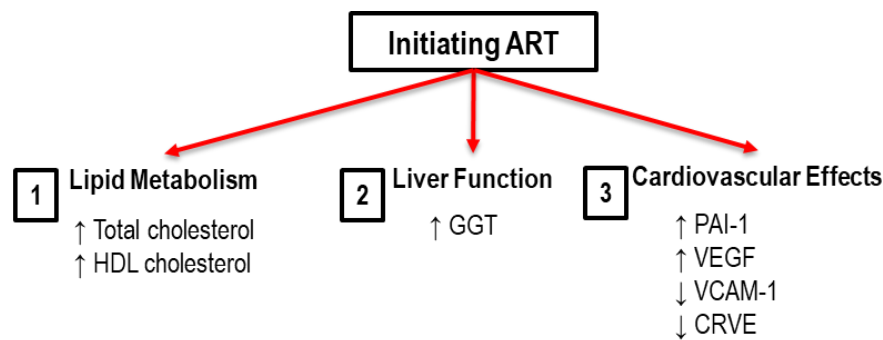 Initiating ART
1 Lipid Metabolism
↑ Total cholesterol
↑ HDL cholesterol
2 Liver Function
↑ GGT
3 Cardiovascular Effects
↑ PAI-1
↑ VEGF
↓ VCAM-1
↓ CRVE